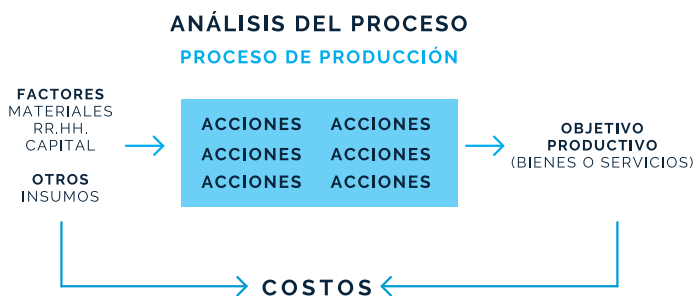 ANÁLISIS DEL PROCESO
PROCESO DE PRODUCCIÓN
FACTORES
MATERIALES
RR.HH.
CAPITAL
OTROS
INSUMOS
ACCIONES ACCIONES
ACCIONES ACCIONES
ACCIONES ACCIONES
OBJETIVO
PRODUCTIVO
(BIENES O SERVICIOS)
COSTOS